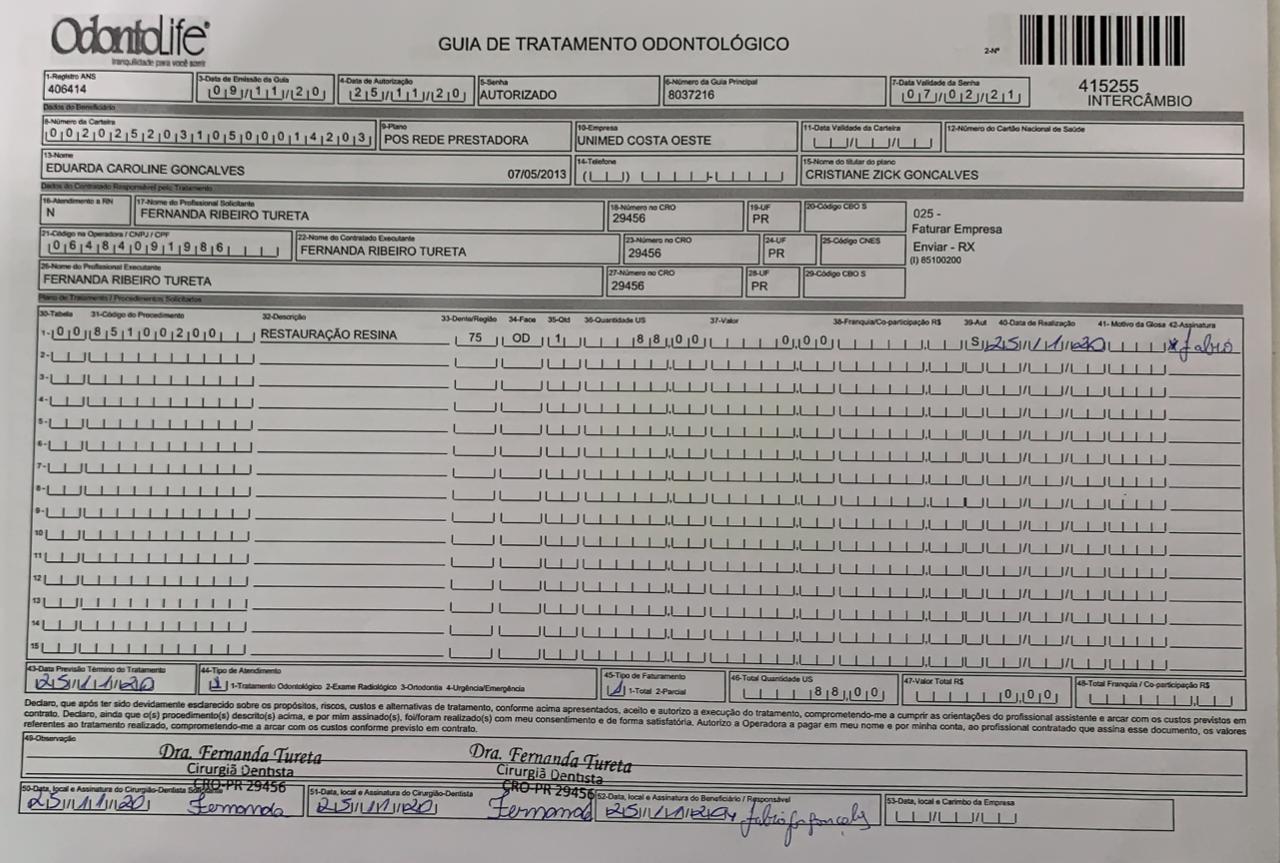 OdontoLife®
tranquilidade para você sorrir
GUIA DE TRATAMENTO ODONTOLÓGICO
2-Nº
415255
INTERCÂMBIO
1-Registro ANS
406414
3-Data de Emissão da Guia
09/11/20
4-Data de Autorização
25/11/20
5-Senha
AUTORIZADO
6-Número da Guia Principal
8037216
7-Data Validade da Senha
07/02/21
Dados do Beneficiário
8-Número da Carteira
00202520310500014203
9-Plano
POS REDE PRESTADORA
10-Empresa
UNIMED COSTA OESTE
11-Data Validade da Carteira
12-Número do Cartão Nacional de Saúde
13-Nome
EDUARDA CAROLINE GONCALVES 07/05/2013
14-Telefone
15-Nome do titular do plano
CRISTIANE ZICK GONCALVES
Dados do Contratado Responsável pelo Tratamento
16-Atendimento a RN
N
17-Nome do Profissional Solicitante
FERNANDA RIBEIRO TURETA
18-Número no CRO
29456
19-UF
PR
20-Código CBO S
025 -
Faturar Empresa
Enviar - RX
(I) 85100200
21-Código na Operadora / CNPJ / CPF
06484091986
22-Nome do Contratado Executante
FERNANDA RIBEIRO TURETA
23-Número no CRO
29456
24-UF
PR
25-Código CNES
26-Nome do Profissional Executante
FERNANDA RIBEIRO TURETA
27-Número no CRO
29456
28-UF
PR
29-Código CBO S
Plano de Tratamento / Procedimentos Solicitados
30-Tabela 31-Código do Procedimento 32-Descrição 33-Dente/Região 34-Face 35-Qtd 36-Quantidade US 37-Valor 38-Franquia/Co-participação R$ 39-Aut 40-Data de Realização 41- Motivo da Glosa 42-Assinatura
1- 00 85100200 RESTAURAÇÃO RESINA 75 OD 1 88,00 0,00 S 25/11/20 Fabio
2-
3-
4-
5-
6-
7-
8-
9-
10
11
12
13
14
15
43-Data Previsão Término do Tratamento
25/11/20
44-Tipo de Atendimento
1 1-Tratamento Odontológico 2-Exame Radiológico 3-Ortodontia 4-Urgência/Emergência
45-Tipo de Faturamento
1 1-Total 2-Parcial
46-Total Quantidade US
88,00
47-Valor Total R$
0,00
48-Total Franquia / Co-participação R$
Declaro, que após ter sido devidamente esclarecido sobre os propósitos, riscos, custos e alternativas de tratamento, conforme acima apresentados, aceito e autorizo a execução do tratamento, comprometendo-me a cumprir as orientações do profissional assistente e arcar com os custos previstos em
contrato. Declaro, ainda que o(s) procedimento(s) descrito(s) acima, e por mim assinado(s), foi/foram realizado(s) com meu consentimento e de forma satisfatória. Autorizo a Operadora a pagar em meu nome e por minha conta, ao profissional contratado que assina esse documento, os valores
referentes ao tratamento realizado, comprometendo-me a arcar com os custos conforme previsto em contrato.
49-Observação
Dra. Fernanda Tureta
Cirurgiã Dentista
CRO-PR 29456
Dra. Fernanda Tureta
Cirurgiã Dentista
CRO-PR 29456
50-Data, local e Assinatura do Cirurgião-Dentista Solicitante
25/11/20 Fernanda
51-Data, local e Assinatura do Cirurgião-Dentista
25/11/20 Fernanda
52-Data, local e Assinatura do Beneficiário / Responsável
25/11/20
53-Data, local e Carimbo da Empresa